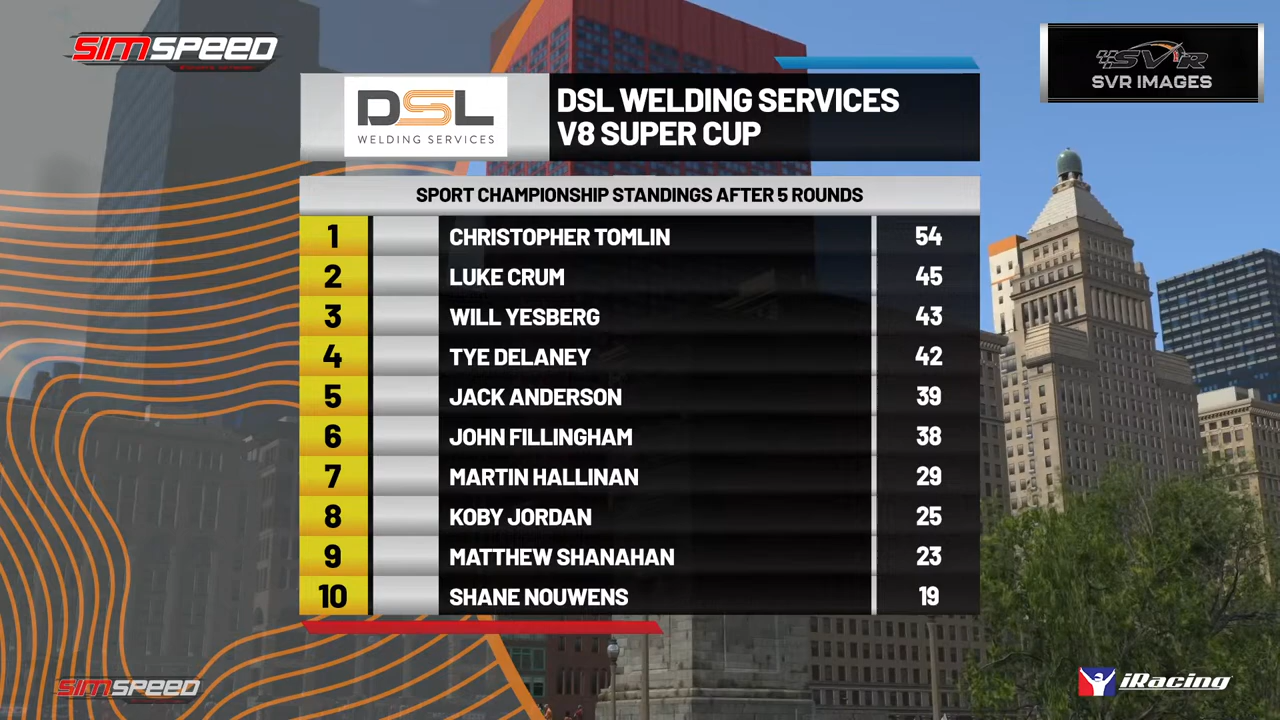 SIMSPEED
SVR
SVR IMAGES
DSL
WELDING SERVICES
DSL WELDING SERVICES
V8 SUPER CUP
SPORT CHAMPIONSHIP STANDINGS AFTER 5 ROUNDS
1 CHRISTOPHER TOMLIN 54
2 LUKE CRUM 45
3 WILL YESBERG 43
4 TYE DELANEY 42
5 JACK ANDERSON 39
6 JOHN FILLINGHAM 38
7 MARTIN HALLINAN 29
8 KOBY JORDAN 25
9 MATTHEW SHANAHAN 23
10 SHANE NOUWENS 19
SIMSPEED
iRacing